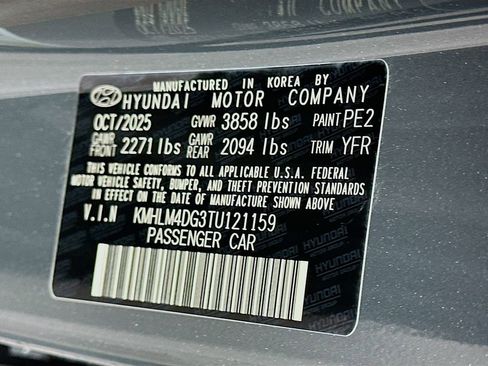 MANUFACTURED IN KOREA BY
HYUNDAI MOTOR COMPANY
OCT/2025 GVWR 3858 lbs PAINT PE2
GAWR FRONT 2271 lbs GAWR REAR 2094 lbs TRIM YFR
THIS VEHICLE CONFORMS TO ALL APPLICABLE U.S.A. FEDERAL
MOTOR VEHICLE SAFETY, BUMPER, AND THEFT PREVENTION STANDARDS
IN EFFECT ON THE DATE OF MANUFACTURE SHOWN ABOVE.
V.I.N KMHLM4DG3TU121159
PASSENGER CAR